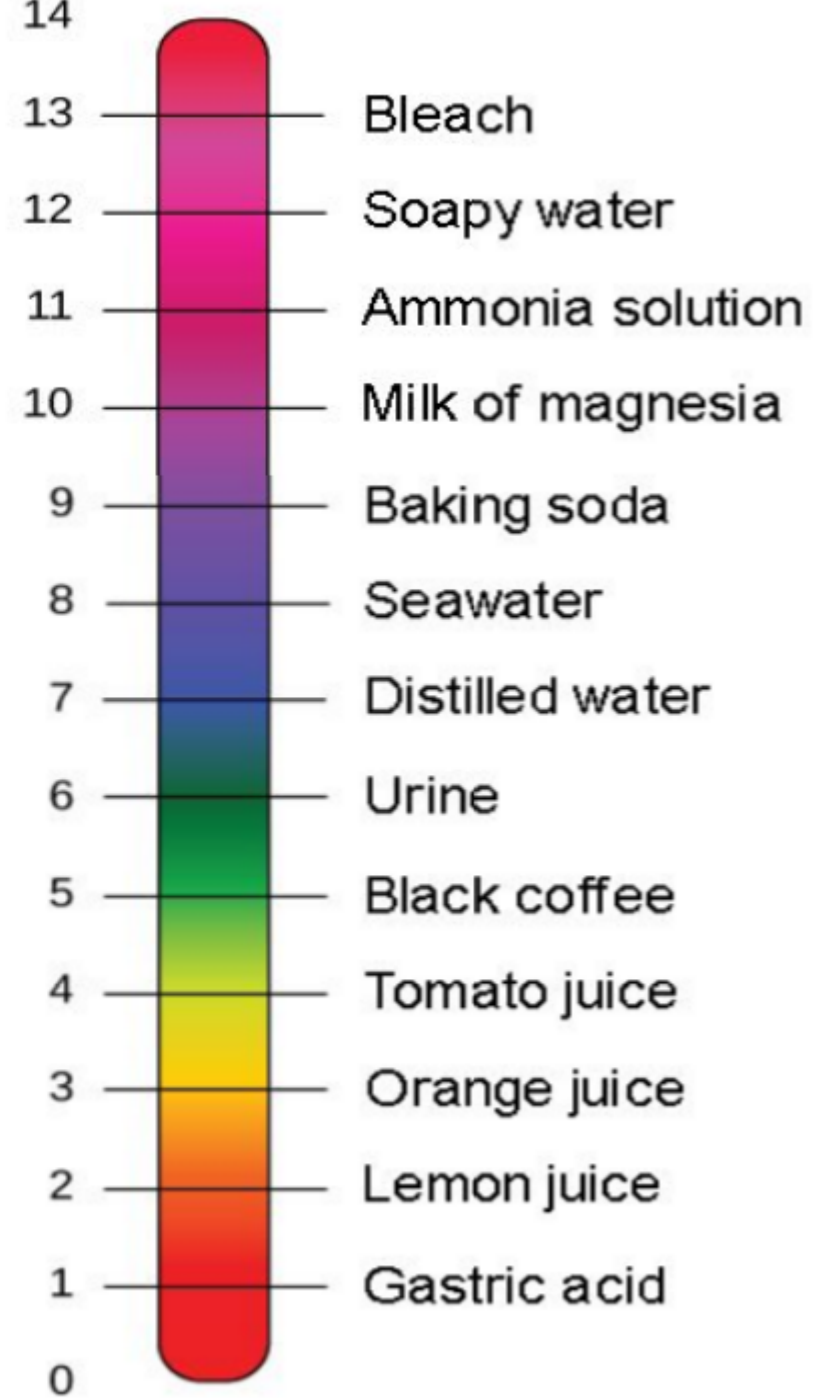 14
13 Bleach
12 Soapy water
11 Ammonia solution
10 Milk of magnesia
9 Baking soda
8 Seawater
7 Distilled water
6 Urine
5 Black coffee
4 Tomato juice
3 Orange juice
2 Lemon juice
1 Gastric acid
0